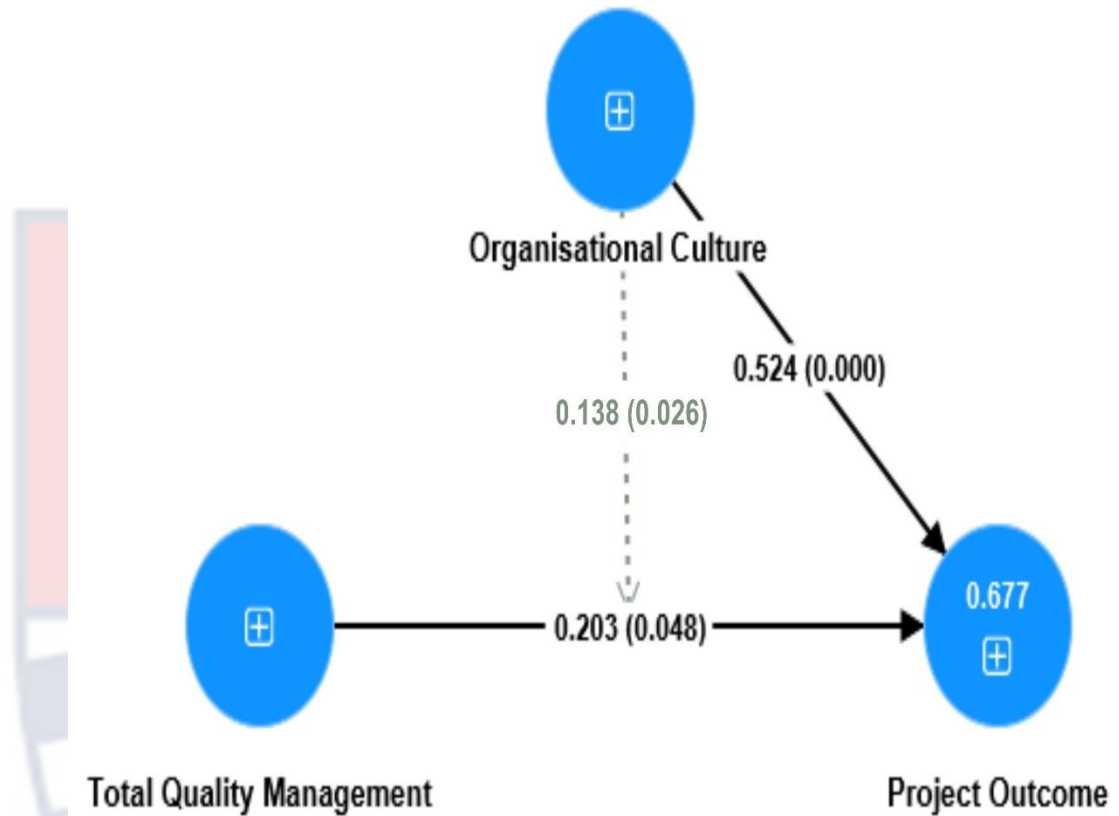 Organisational Culture
0.524 (0.000)
0.138 (0.026)
0.677
0.203 (0.048)
Total Quality Management
Project Outcome